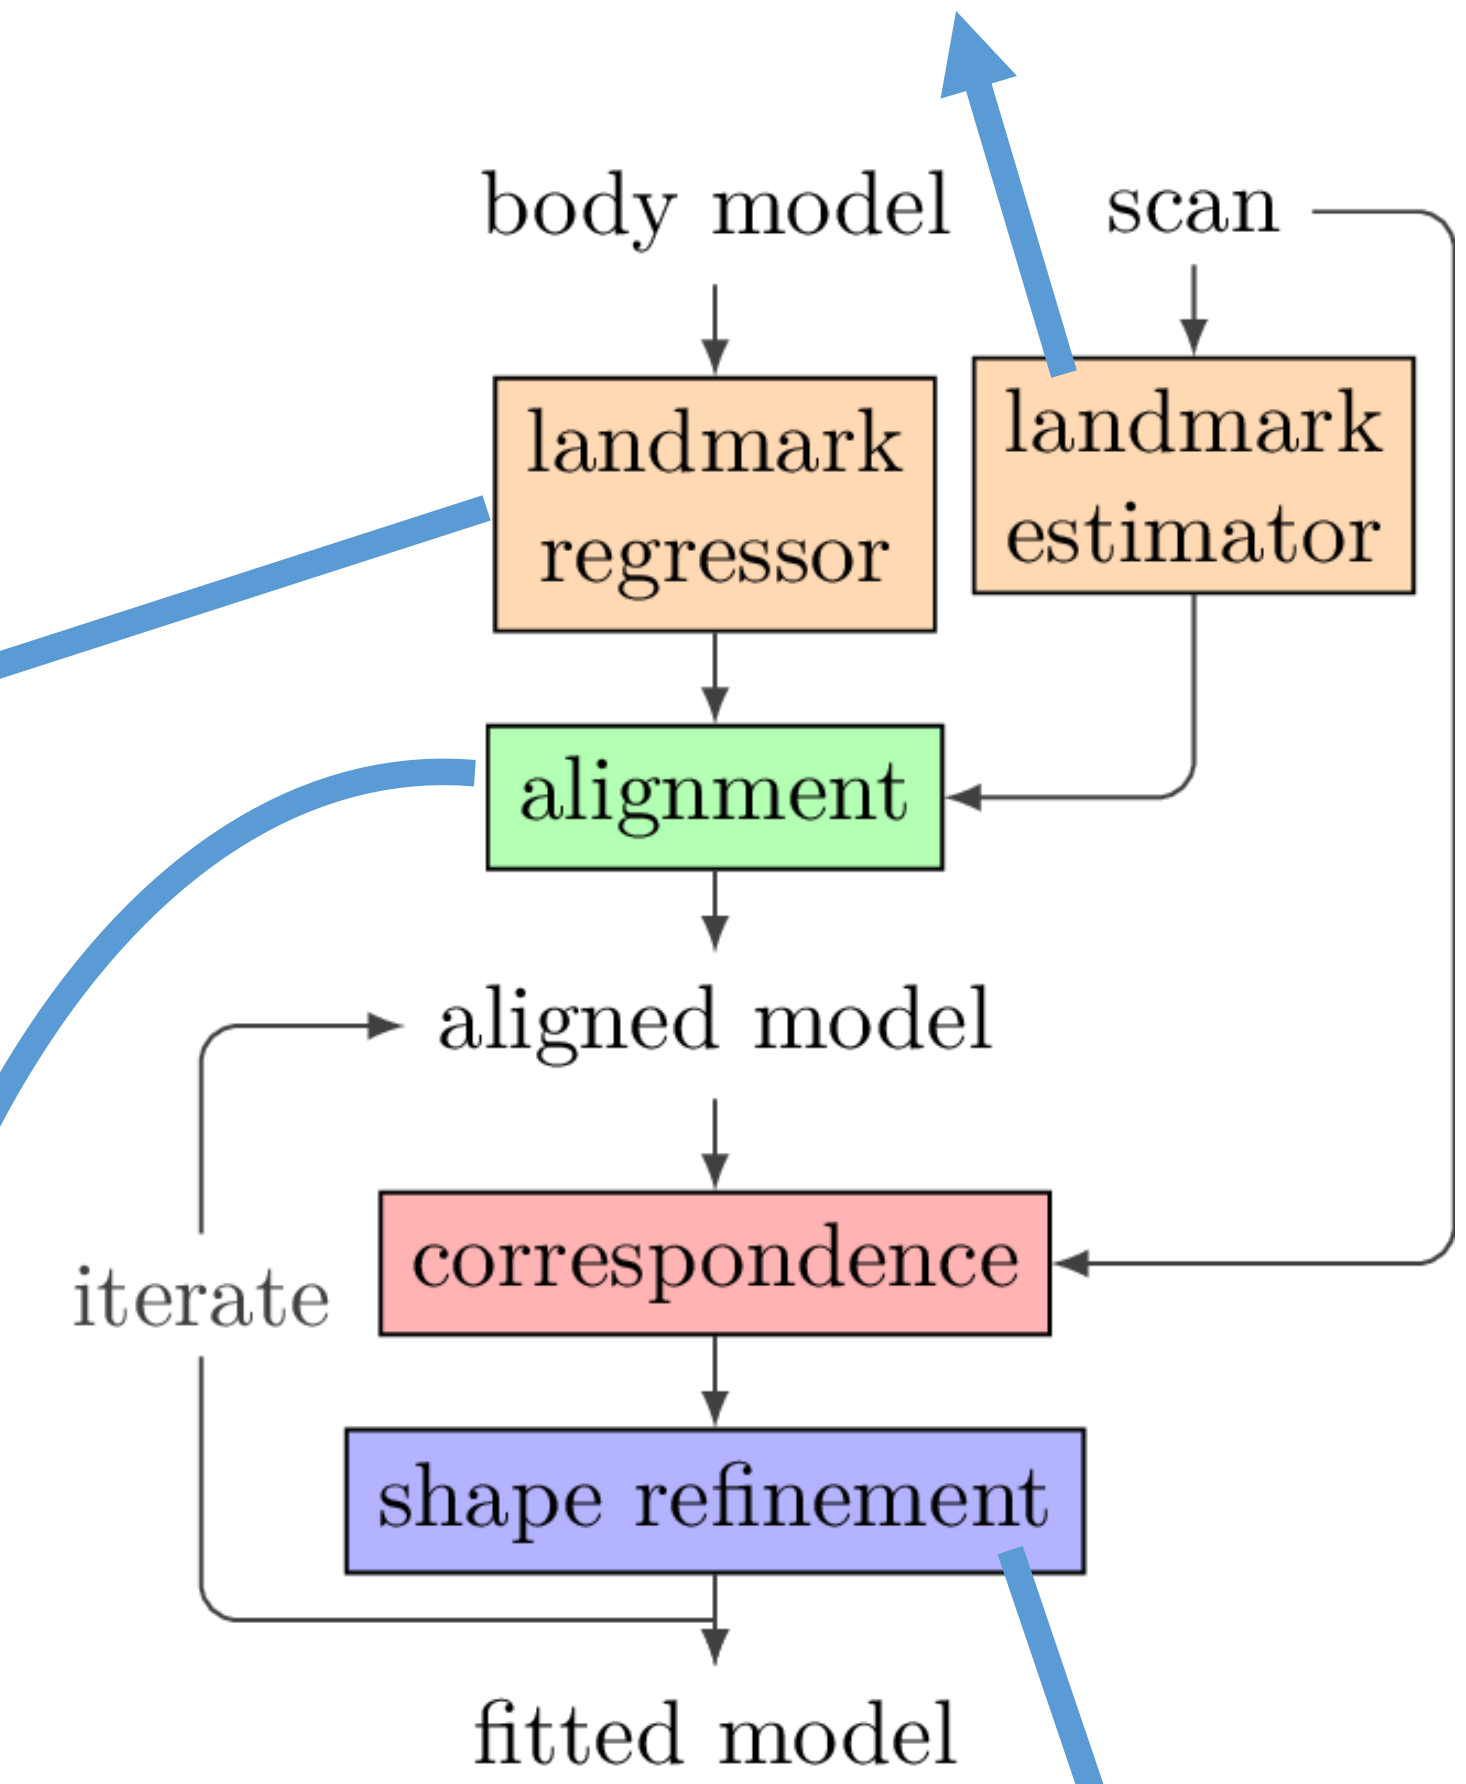 body model
scan
landmark
regressor
landmark
estimator
alignment
aligned model
correspondence
iterate
shape refinement
fitted model